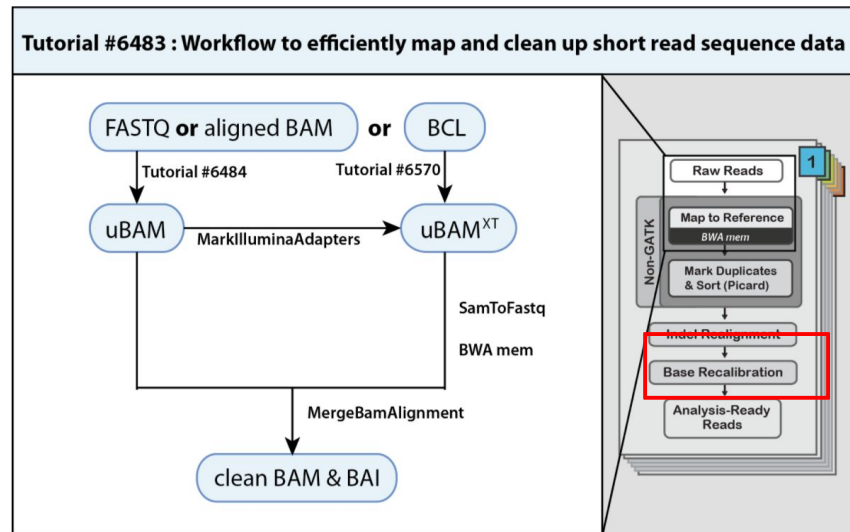 Tutorial #6483 : Workflow to efficiently map and clean up short read sequence data
FASTQ or aligned BAM or BCL
Tutorial #6484
Tutorial #6570
uBAM
MarkIlluminaAdapters
uBAMXT
SamToFastq
BWA mem
MergeBamAlignment
clean BAM & BAI
1
Raw Reads
Non-GATK
Map to Reference
BWA mem
Mark Duplicates
& Sort (Picard)
Indel Realignment
Base Recalibration
Analysis-Ready
Reads